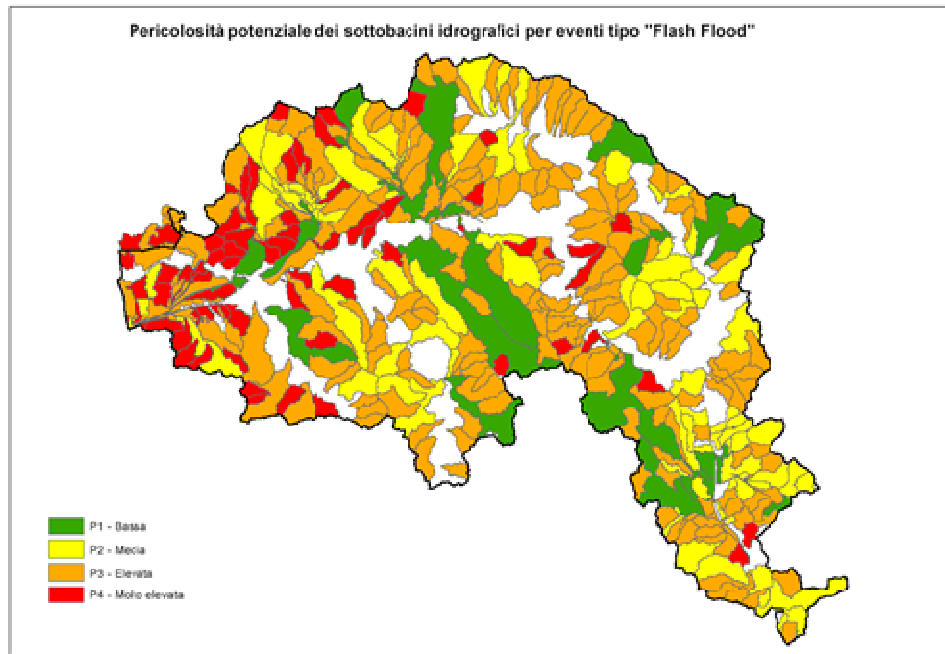 Pericolosità potenziale dei sottobacini idrografici per eventi tipo "Flash Flood"
P1 - Bassa
P2 - Media
P3 - Elevata
P4 - Molto elevata